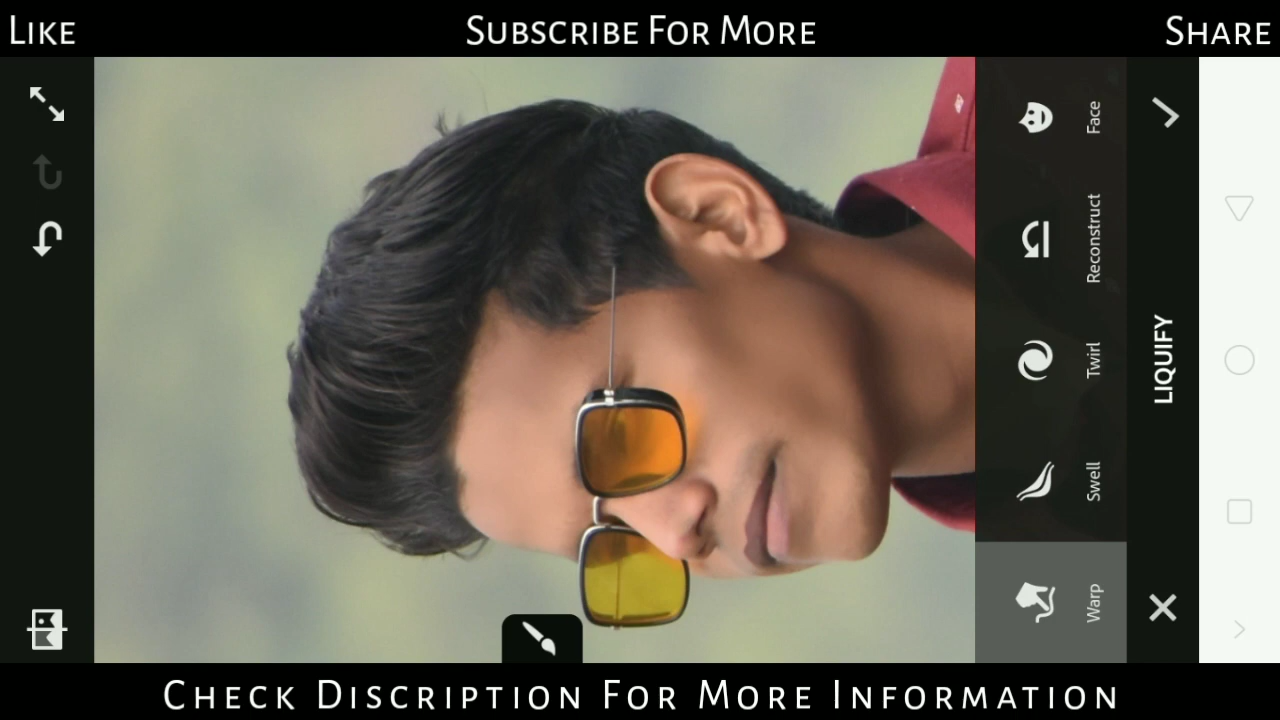 LIKE
SUBSCRIBE FOR MORE
SHARE
Face
Reconstruct
Twirl
Swell
Warp
LIQUIFY
CHECK DISCRIPTION FOR MORE INFORMATION